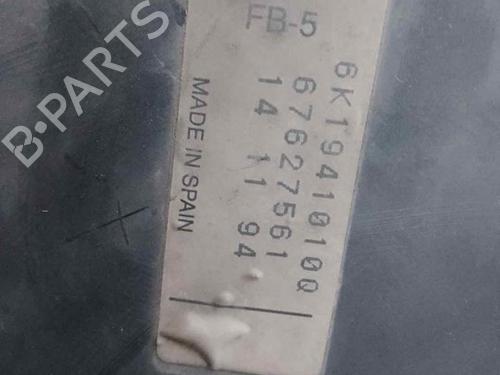 FB-5
6K1941010Q
67627561
14 11 94
MADE IN SPAIN
B-PARTS